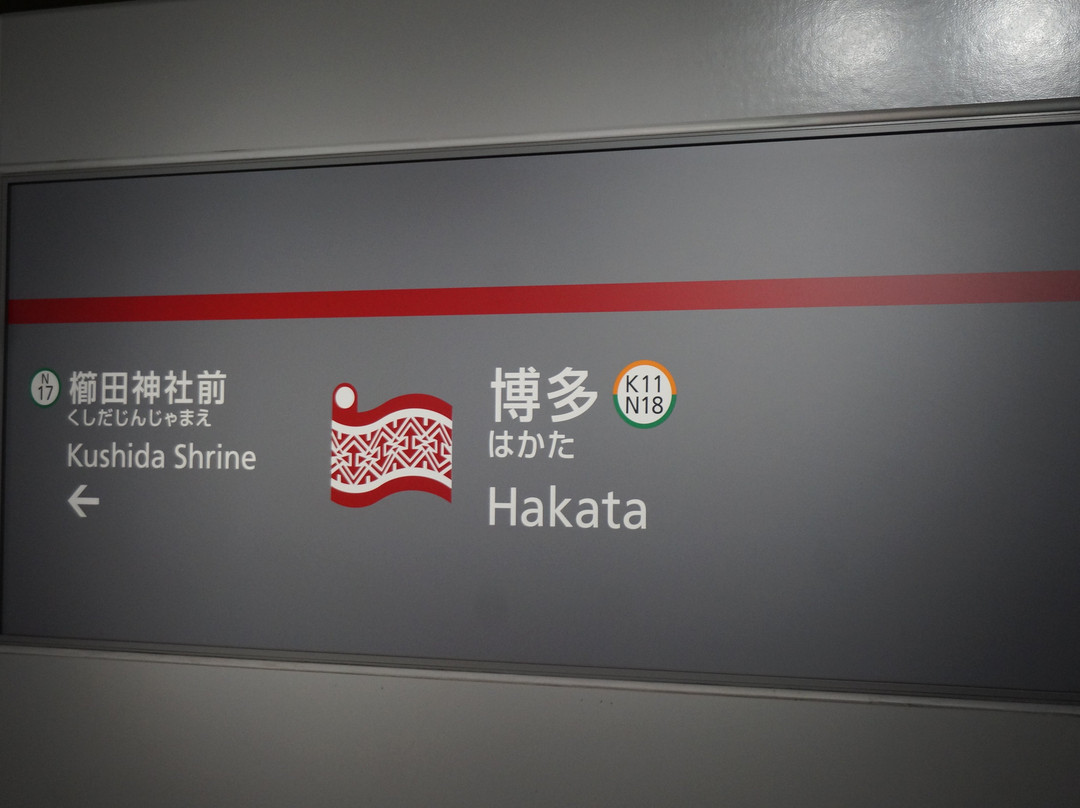 N
17
櫛田神社前
くしだじんじゃまえ
Kushida Shrine
←
博多
K11
N18
はかた
Hakata